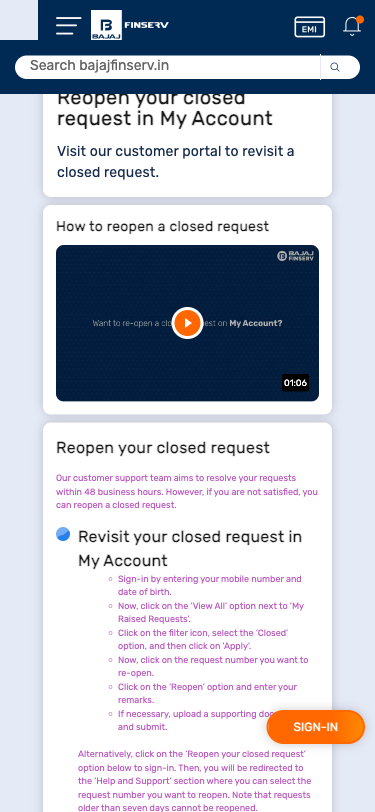 BAJAJ
FINSERV
EMI
Search bajajfinserv.in
Reopen your closed
request in My Account
Visit our customer portal to revisit a
closed request.
How to reopen a closed request
BAJAJ
FINSERV
Want to re-open a on My Account?
01:06
Reopen your closed request
Our customer support team aims to resolve your requests
within 48 business hours. However, if you are not satisfied, you
can reopen a closed request.
Revisit your closed request in
My Account
Sign-in by entering your mobile number and
date of birth.
Now, click on the ‘View All’ option next to ‘My
Raised Requests’.
Click on the filter icon, select the ‘Closed’
option, and then click on ‘Apply’.
Now, click on the request number you want to
re-open.
Click on the ‘Reopen’ option and enter your
remarks.
If necessary, upload a supporting
and submit.
SIGN-IN
Alternatively, click on the ‘Reopen your closed request’
option below to sign-in. Then, you will be redirected to
the ‘Help and Support’ section where you can select the
request number you want to reopen. Note that requests
older than seven days cannot be reopened.